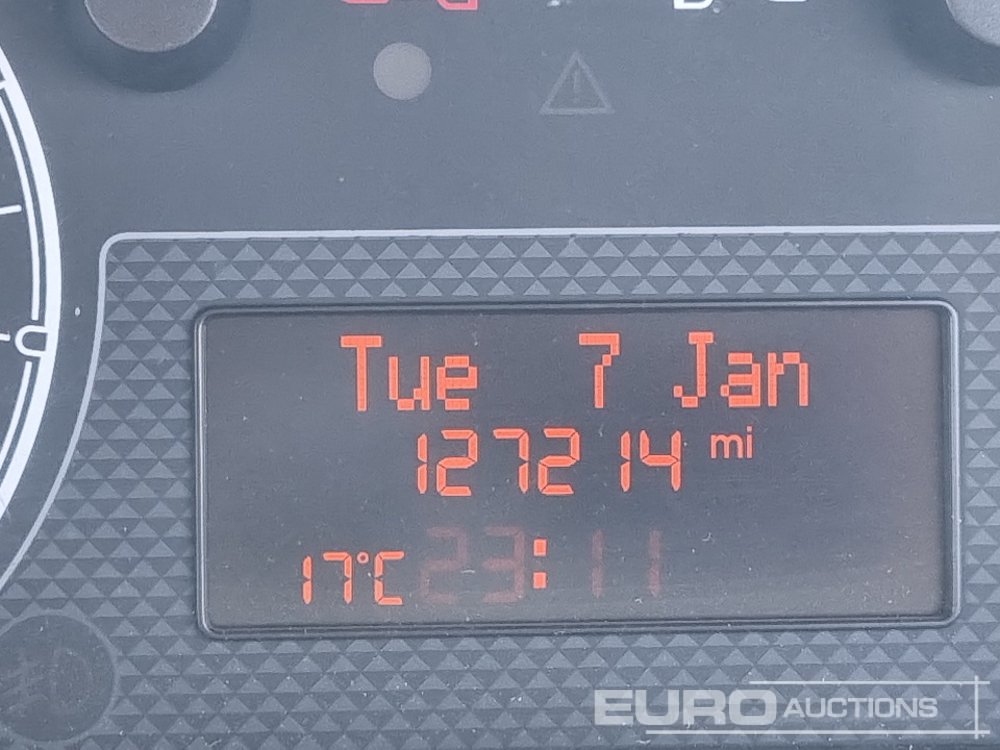 Tue 7 Jan
127214 mi
17°C 23:11
EURO AUCTIONS